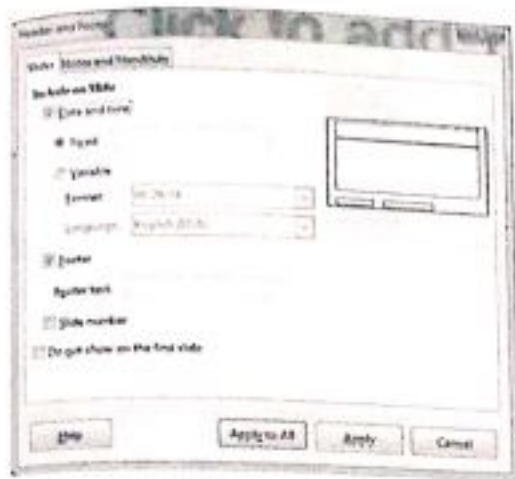 Click to add
Header and Footer
Slides Notes and Handouts
Include on Slide
Date and time
Fixed
Variable
Format:
Language: English (USA)
Footer
Footer text
Slide number
Do not show on the first slide
Help Apply to All Apply Cancel